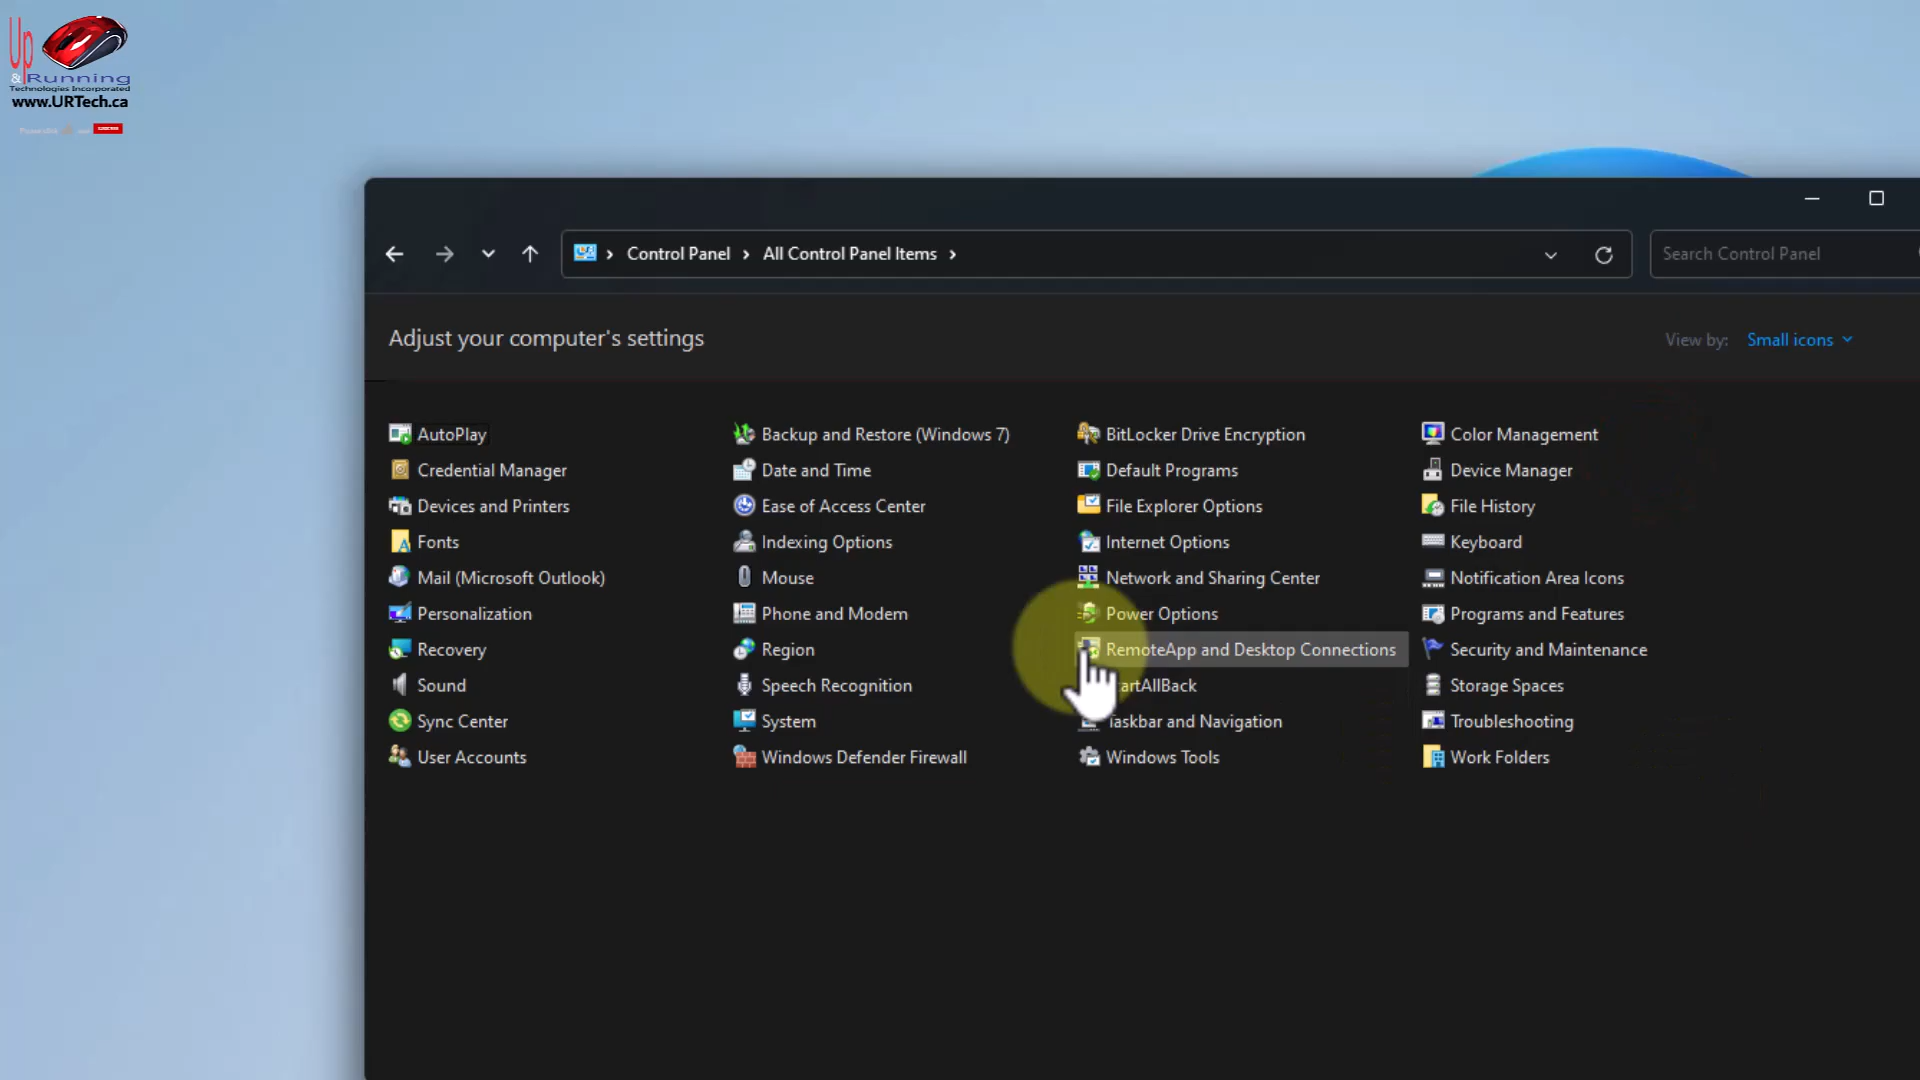 Up
& Running
Technologies Incorporated
www.URTech.ca
Control Panel
All Control Panel Items
Search Control Panel
Adjust your computer's settings
View by:
Small icons
AutoPlay
Backup and Restore (Windows 7)
BitLocker Drive Encryption
Color Management
Credential Manager
Date and Time
Default Programs
Device Manager
Devices and Printers
Ease of Access Center
File Explorer Options
File History
Fonts
Indexing Options
Internet Options
Keyboard
Mail (Microsoft Outlook)
Mouse
Network and Sharing Center
Notification Area Icons
Personalization
Phone and Modem
Power Options
Programs and Features
Recovery
Region
RemoteApp and Desktop Connections
Security and Maintenance
Sound
Speech Recognition
artAllBack
Storage Spaces
Sync Center
System
Taskbar and Navigation
Troubleshooting
User Accounts
Windows Defender Firewall
Windows Tools
Work Folders